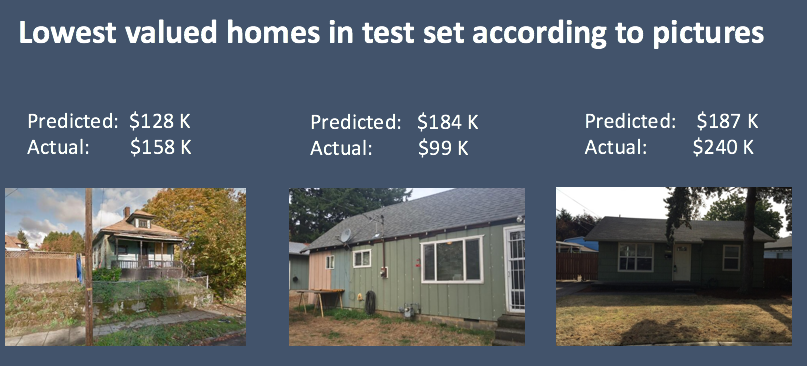 Lowest valued homes in test set according to pictures
Predicted: $128 K
Actual: $158 K
Predicted: $184 K
Actual: $99 K
Predicted: $187 K
Actual: $240 K